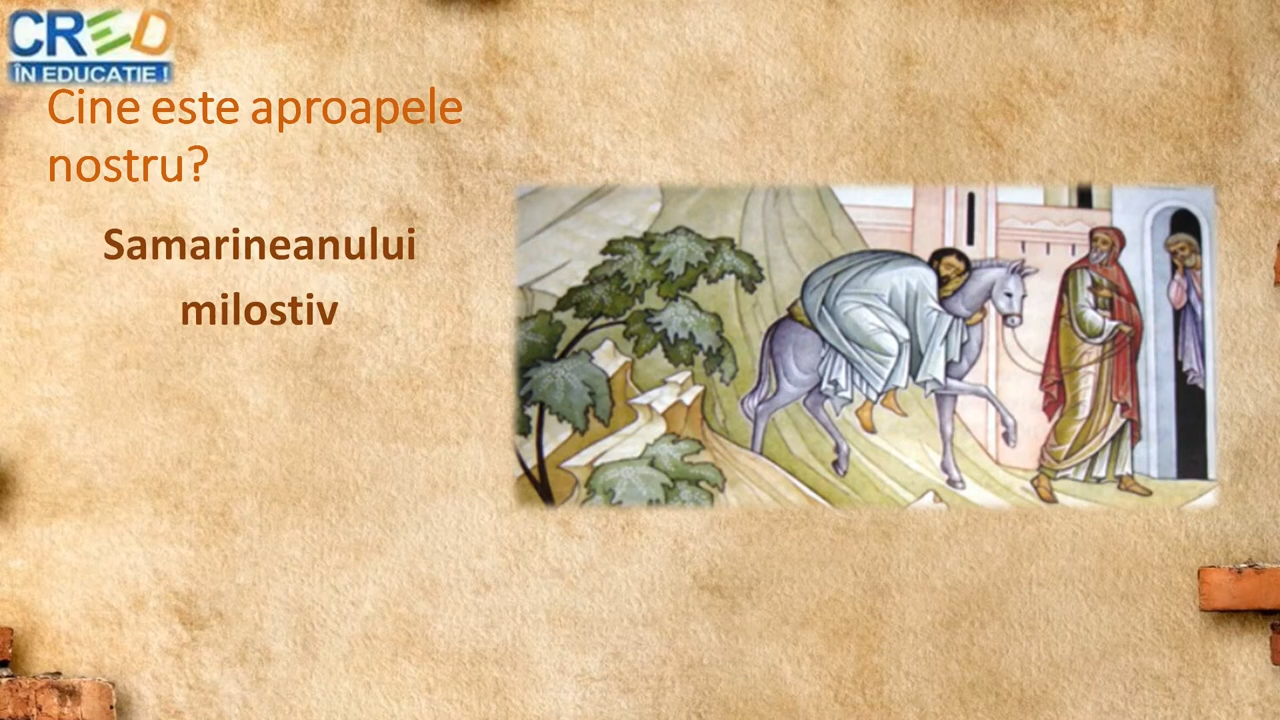 CRED
ÎN EDUCAȚIE !
Cine este aproapele
nostru?
Samarineanului
milostiv